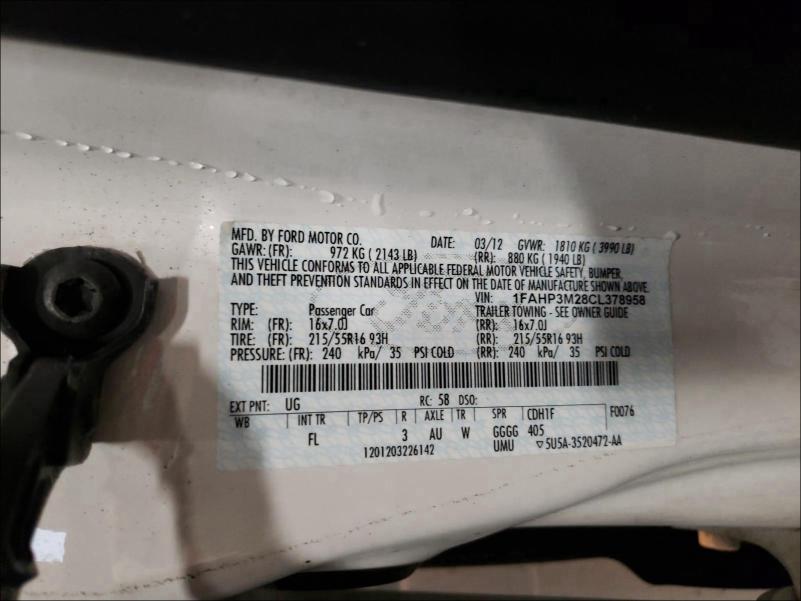 MFD. BY FORD MOTOR CO. DATE: 03/12 GVWR: 1810 KG ( 3990 LB)
GAWR: (FR): 972 KG ( 2143 LB) (RR): 880 KG ( 1940 LB)
THIS VEHICLE CONFORMS TO ALL APPLICABLE FEDERAL MOTOR VEHICLE SAFETY, BUMPER,
AND THEFT PREVENTION STANDARDS IN EFFECT ON THE DATE OF MANUFACTURE SHOWN ABOVE.
VIN: 1FAHP3M28CL378958
TYPE: Passenger Car TRAILER TOWING - SEE OWNER GUIDE
RIM: (FR): 16x7.0J (RR): 16x7.0J
TIRE: (FR): 215/55R16 93H (RR): 215/55R16 93H
PRESSURE: (FR): 240 kPa/ 35 PSI COLD (RR): 240 kPa/ 35 PSI COLD
EXT PNT: UG RC: 58 DSO: F0076
WB INT TR TP/PS R AXLE TR SPR CDH1F
FL 3 AU W GGGG 405
1201203226142 UMU ▽5U5A-3520472-AA